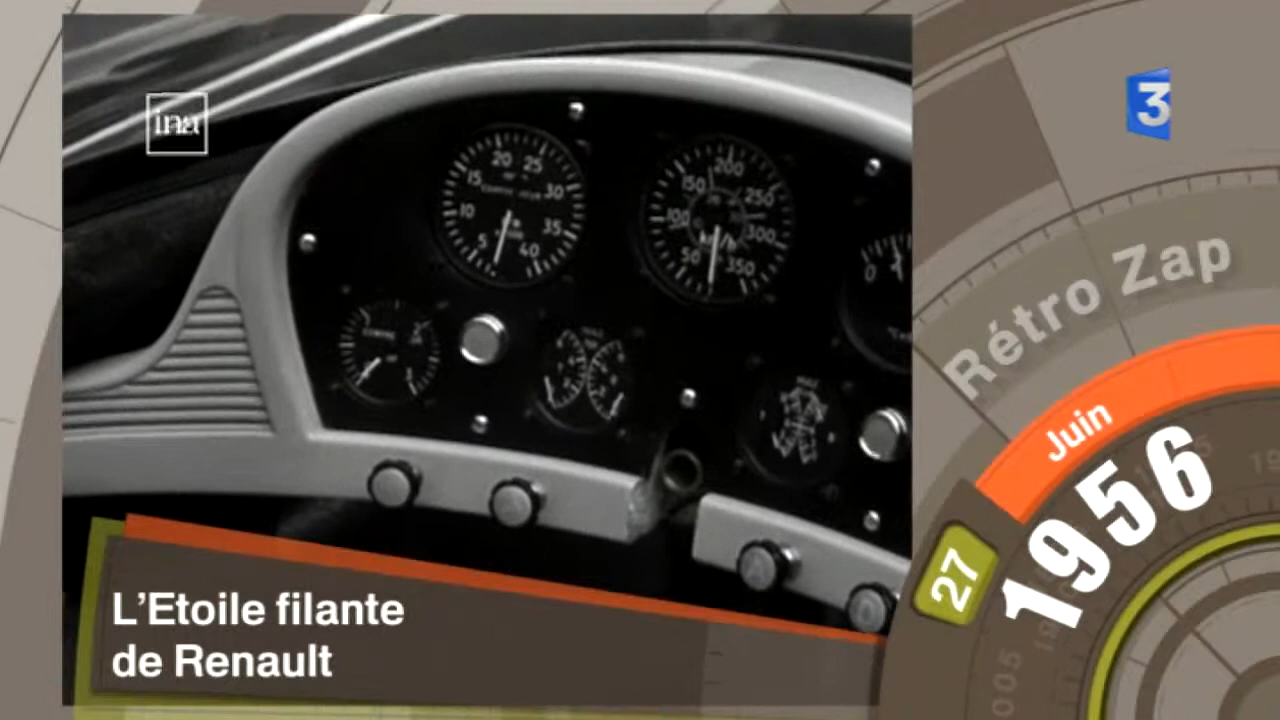 ina
3
20 25
15 30
10 35
5 40
200
150 250
100 300
km/h
50 350
0
Rétro Zap
Juin
1956
27
L'Etoile filante
de Renault